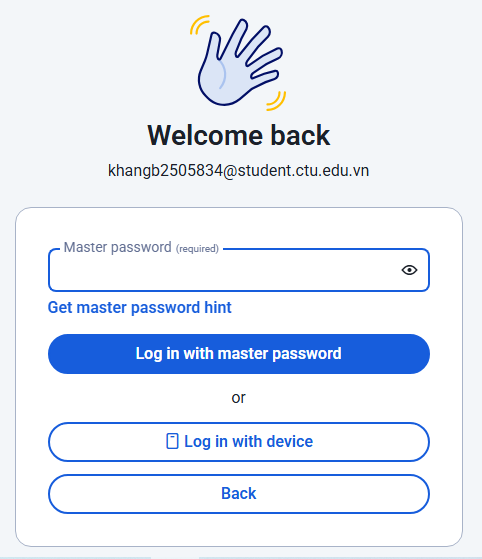 Welcome back
khangb2505834@student.ctu.edu.vn
Master password (required)
Get master password hint
Log in with master password
or
Log in with device
Back